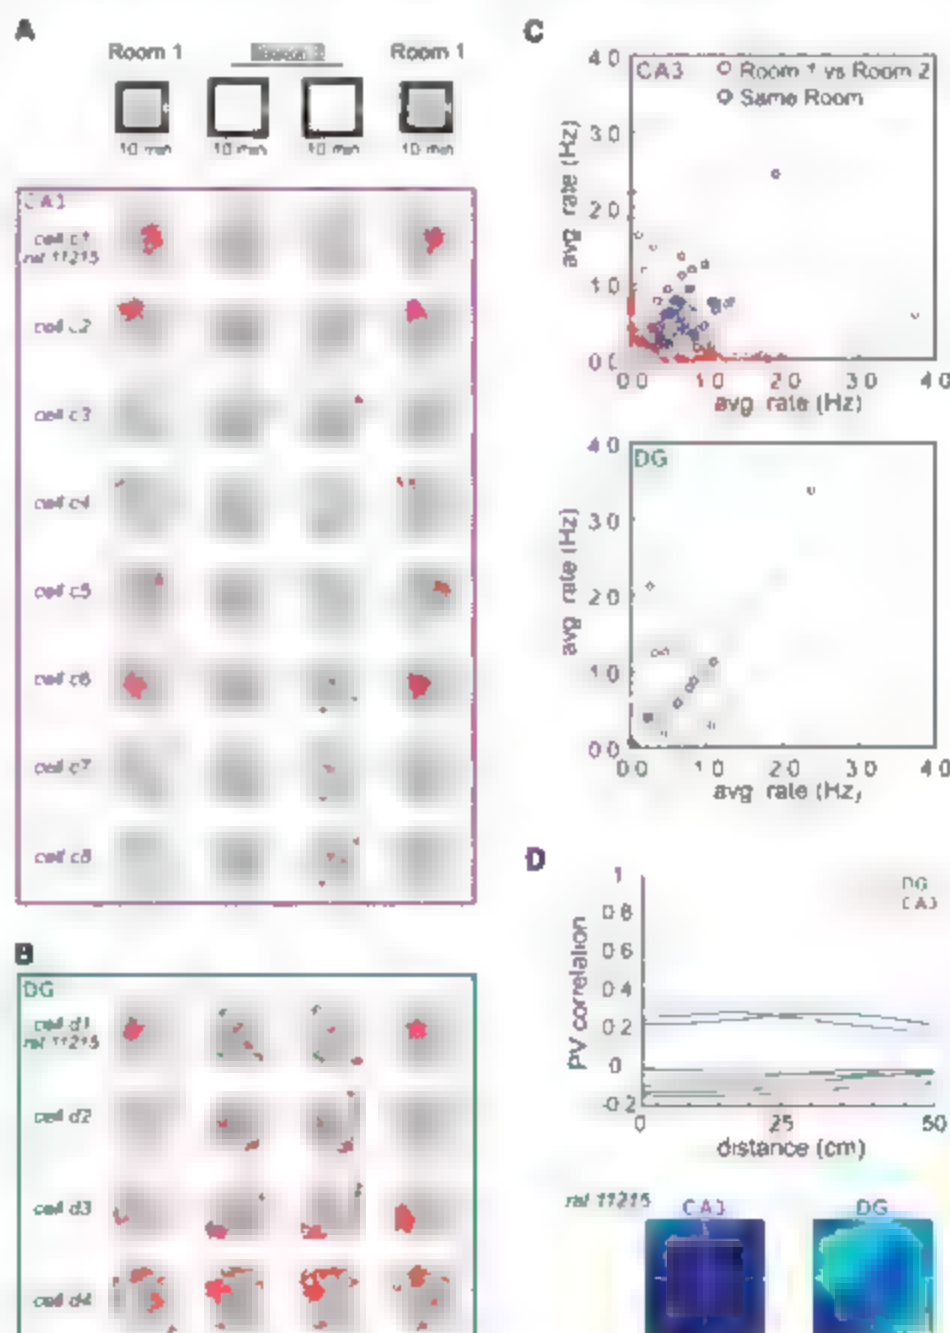 A
Room 1
Room 1
10 min
10 min
10 min
10 min
CA3
cell c1
rat 11215
cell c2
cell c3
cell c4
cell c5
cell c6
cell c7
cell c8
B
DG
cell d1
rat 11215
cell d2
cell d3
cell d4
C
CA3
Room 1 vs Room 2
Same Room
avg rate (Hz)
4 0
3 0
2 0
1 0
0 0
0 0
1 0
2 0
3 0
4 0
avg rate (Hz)
DG
avg rate (Hz)
4 0
3 0
2 0
1 0
0 0
0 0
1 0
2 0
3 0
4 0
avg rate (Hz)
D
DG
CA3
PV correlation
1
0 8
0 6
0 4
0 2
0
-0 2
0
25
50
distance (cm)
rat 11215
CA3
DG